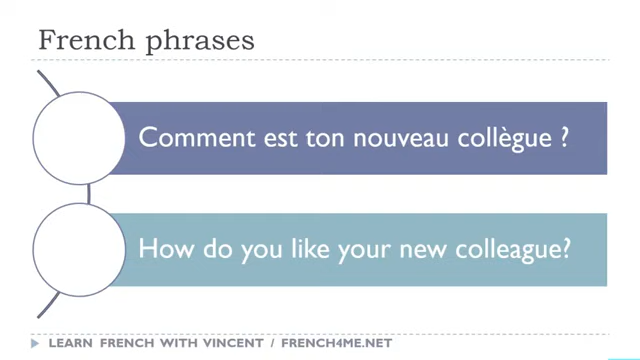 French phrases
Comment est ton nouveau collègue ?
How do you like your new colleague?
LEARN FRENCH WITH VINCENT / FRENCH4ME.NET